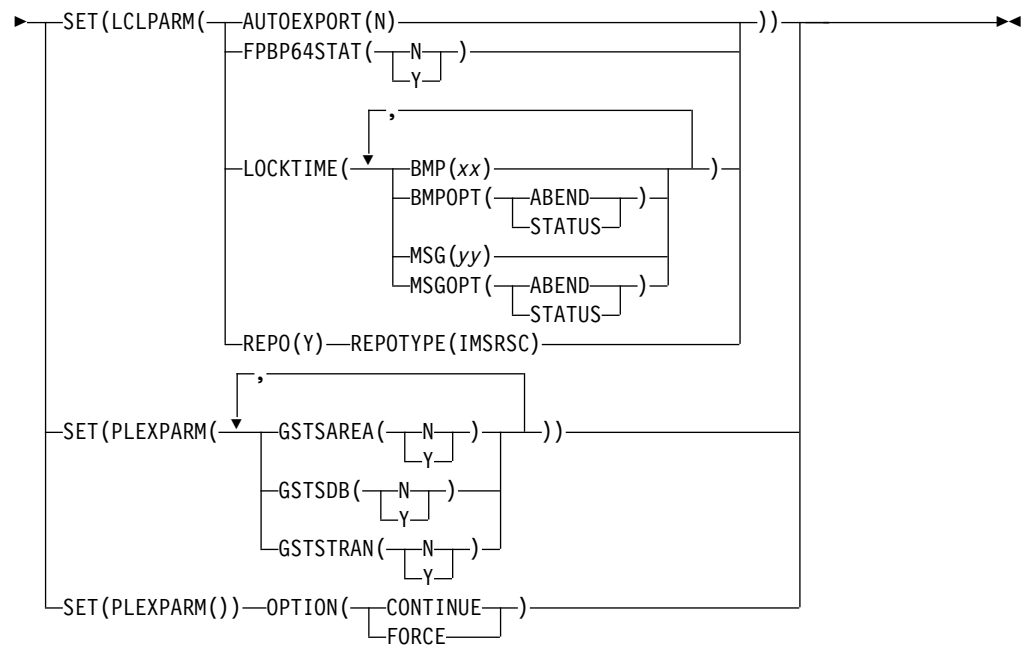 SET(LCLPARM( AUTOEXPORT(N) ))
FPBP64STAT( N )
Y
,
LOCKTIME( BMP(xx) )
BMPOPT( ABEND )
STATUS
MSG(yy)
MSGOPT( ABEND )
STATUS
REPO(Y) REPOTYPE(IMSRSC)
,
SET(PLEXPARM( GSTSAREA( N ) ))
Y
GSTSDB( N )
Y
GSTSTRAN( N )
Y
SET(PLEXPARM()) OPTION( CONTINUE )
FORCE